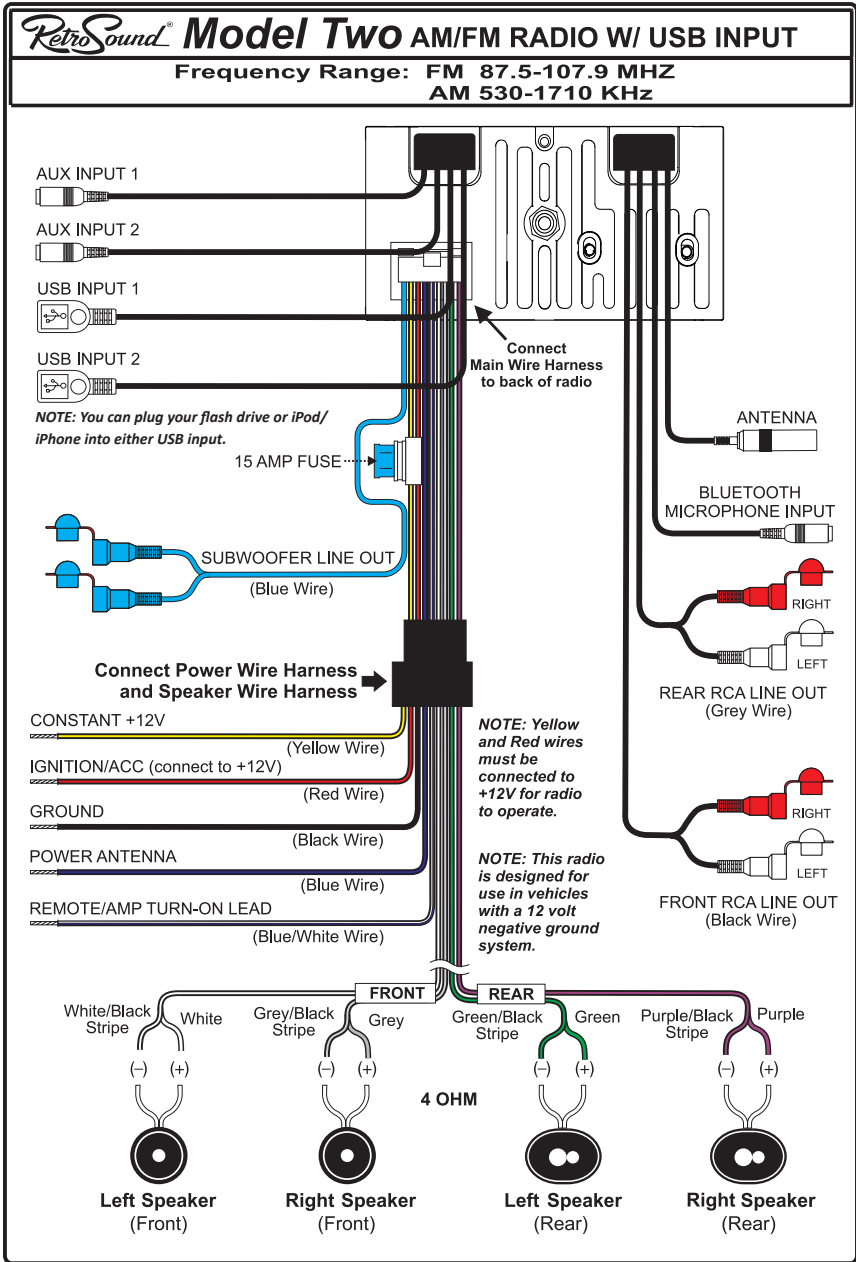 RetroSound® Model Two AM/FM RADIO W/ USB INPUT
Frequency Range: FM 87.5-107.9 MHZ
AM 530-1710 KHz
AUX INPUT 1
AUX INPUT 2
USB INPUT 1
USB INPUT 2
NOTE: You can plug your flash drive or iPod/
iPhone into either USB input.
Connect
Main Wire Harness
to back of radio
15 AMP FUSE
SUBWOOFER LINE OUT
(Blue Wire)
ANTENNA
BLUETOOTH
MICROPHONE INPUT
RIGHT
LEFT
REAR RCA LINE OUT
(Grey Wire)
RIGHT
LEFT
FRONT RCA LINE OUT
(Black Wire)
Connect Power Wire Harness
and Speaker Wire Harness
CONSTANT +12V
(Yellow Wire)
IGNITION/ACC (connect to +12V)
(Red Wire)
GROUND
(Black Wire)
POWER ANTENNA
(Blue Wire)
REMOTE/AMP TURN-ON LEAD
(Blue/White Wire)
NOTE: Yellow
and Red wires
must be
connected to
+12V for radio
to operate.
NOTE: This radio
is designed for
use in vehicles
with a 12 volt
negative ground
system.
FRONT
REAR
White/Black
Stripe
White
Grey/Black
Stripe
Grey
Green/Black
Stripe
Green
Purple/Black
Stripe
Purple
(–) (+)
(–) (+)
(–) (+)
(–) (+)
4 OHM
Left Speaker
(Front)
Right Speaker
(Front)
Left Speaker
(Rear)
Right Speaker
(Rear)